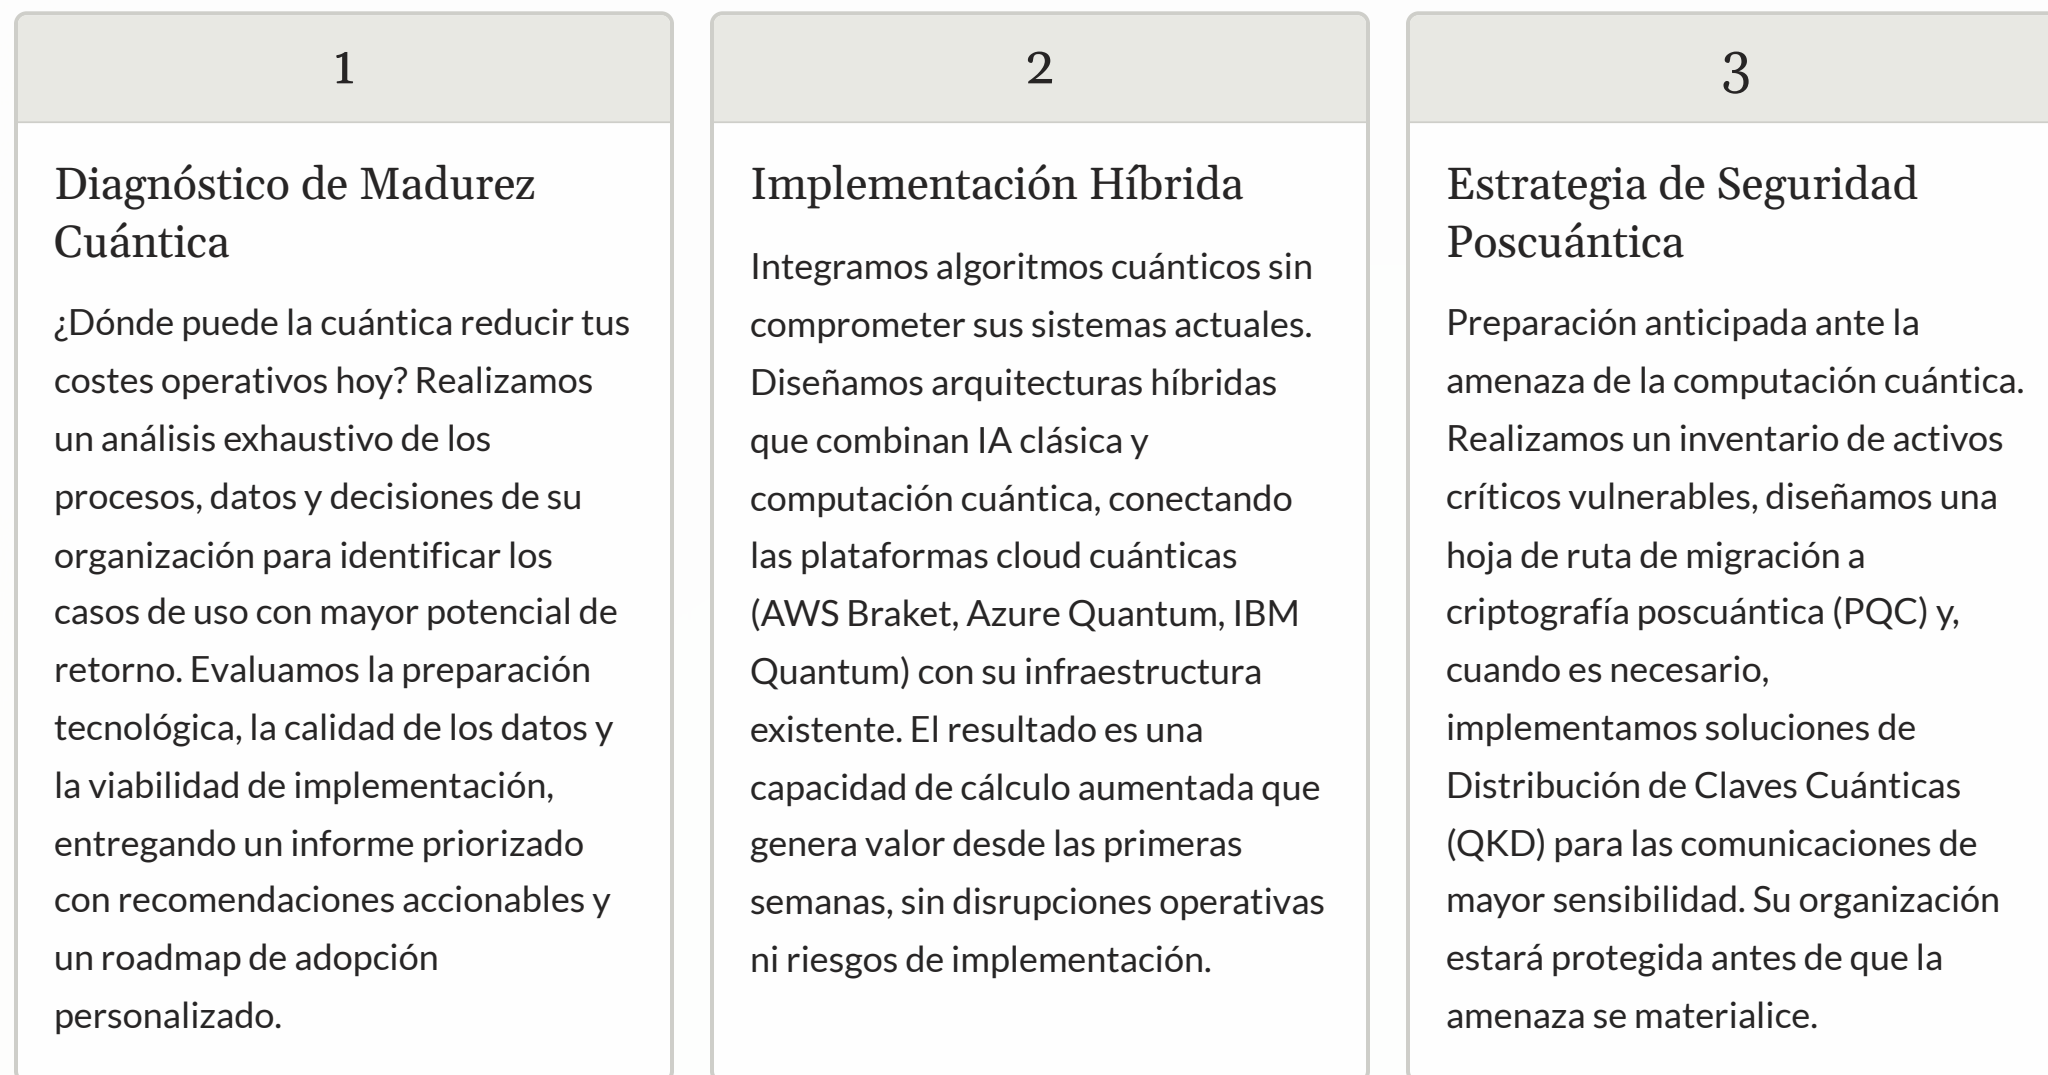 1
Diagnóstico de Madurez
Cuántica
¿Dónde puede la cuántica reducir tus
costes operativos hoy? Realizamos
un análisis exhaustivo de los
procesos, datos y decisiones de su
organización para identificar los
casos de uso con mayor potencial de
retorno. Evaluamos la preparación
tecnológica, la calidad de los datos y
la viabilidad de implementación,
entregando un informe priorizado
con recomendaciones accionables y
un roadmap de adopción
personalizado.
2
Implementación Híbrida
Integramos algoritmos cuánticos sin
comprometer sus sistemas actuales.
Diseñamos arquitecturas híbridas
que combinan IA clásica y
computación cuántica, conectando
las plataformas cloud cuánticas
(AWS Braket, Azure Quantum, IBM
Quantum) con su infraestructura
existente. El resultado es una
capacidad de cálculo aumentada que
genera valor desde las primeras
semanas, sin disrupciones operativas
ni riesgos de implementación.
3
Estrategia de Seguridad
Poscuántica
Preparación anticipada ante la
amenaza de la computación cuántica.
Realizamos un inventario de activos
críticos vulnerables, diseñamos una
hoja de ruta de migración a
criptografía poscuántica (PQC) y,
cuando es necesario,
implementamos soluciones de
Distribución de Claves Cuánticas
(QKD) para las comunicaciones de
mayor sensibilidad. Su organización
estará protegida antes de que la
amenaza se materialice.